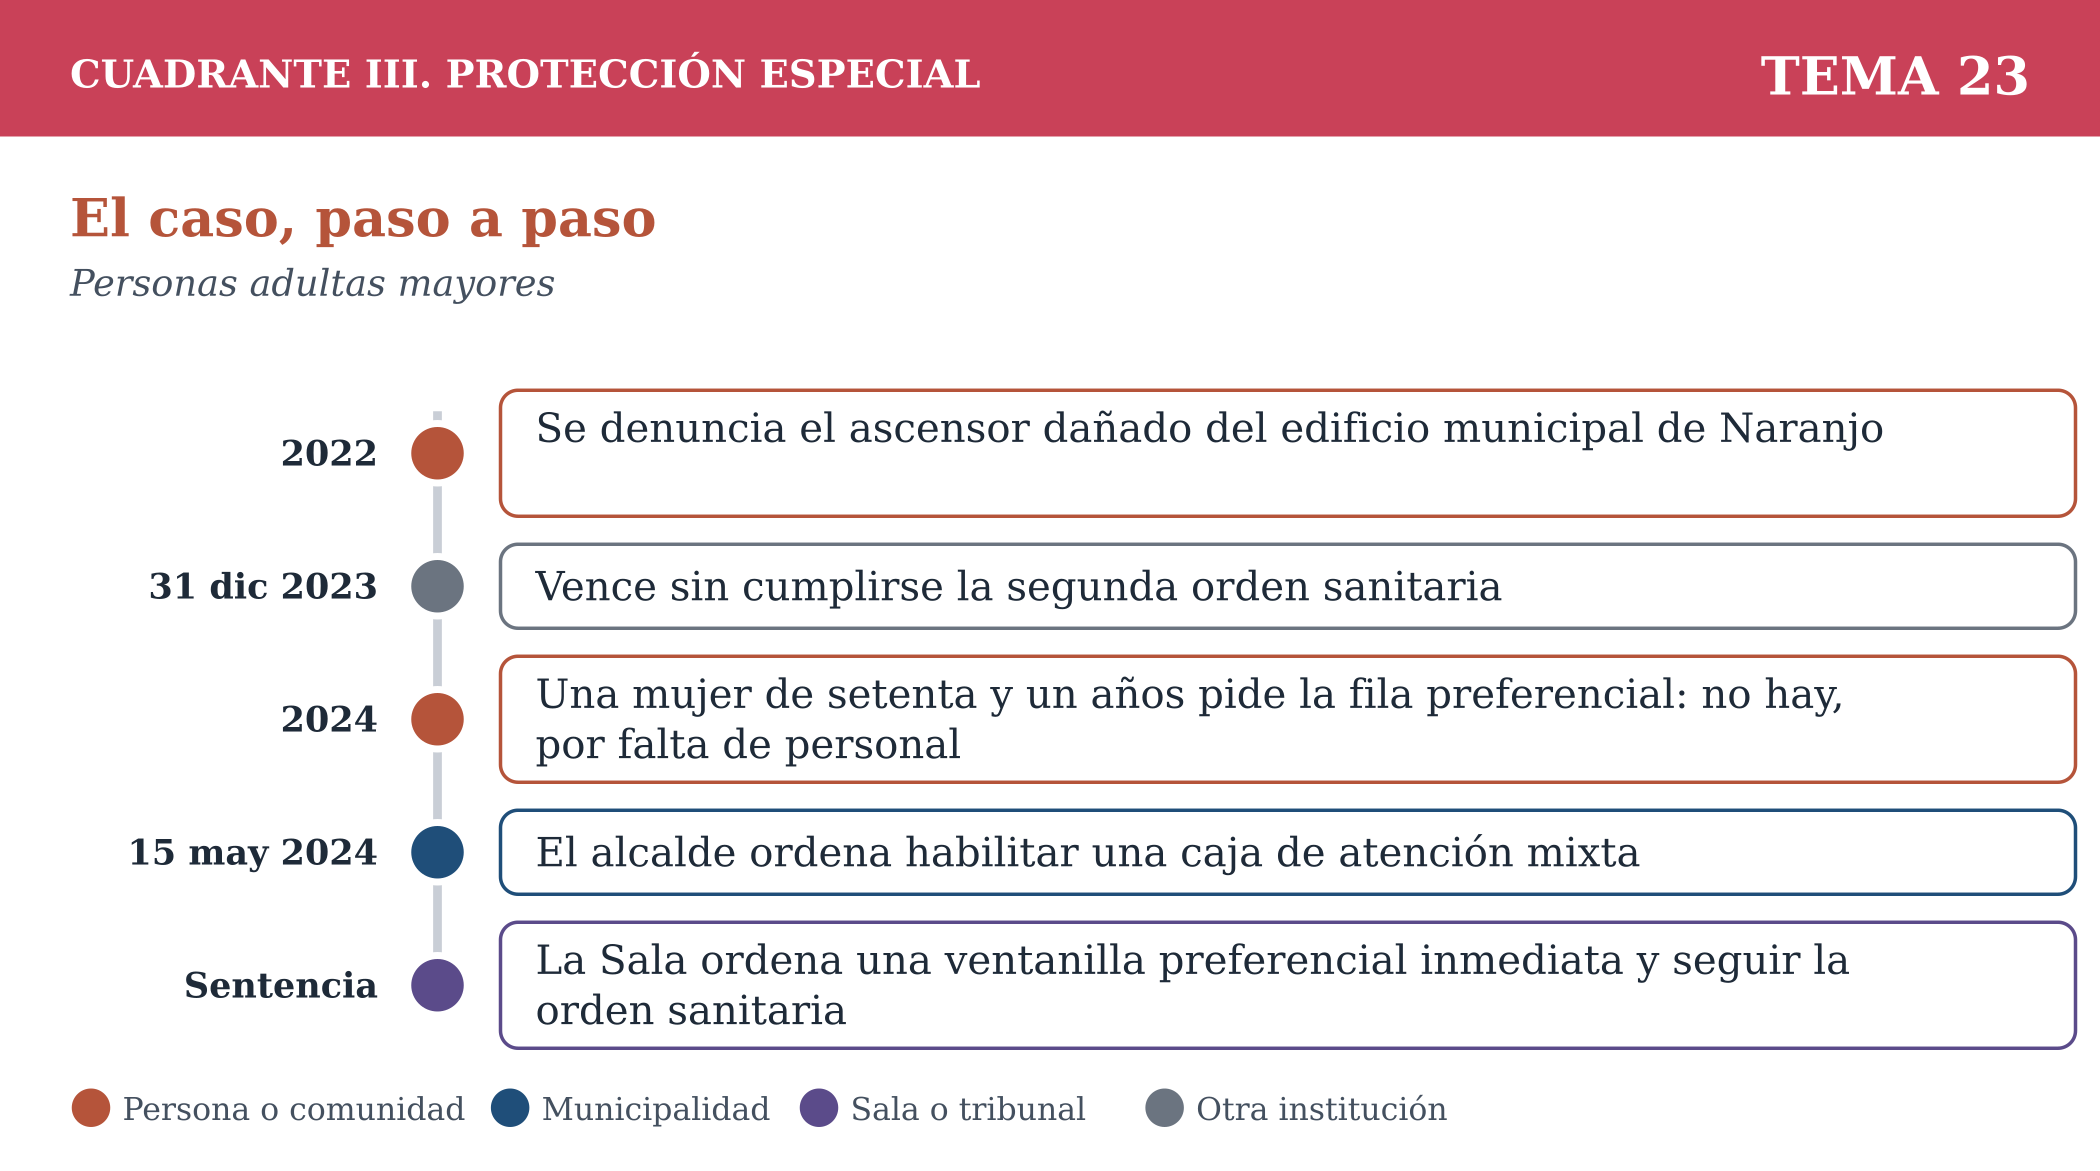 CUADRANTE III. PROTECCIÓN ESPECIAL
TEMA 23
El caso, paso a paso
Personas adultas mayores
2022
Se denuncia el ascensor dañado del edificio municipal de Naranjo
31 dic 2023
Vence sin cumplirse la segunda orden sanitaria
2024
Una mujer de setenta y un años pide la fila preferencial: no hay,
por falta de personal
15 may 2024
El alcalde ordena habilitar una caja de atención mixta
Sentencia
La Sala ordena una ventanilla preferencial inmediata y seguir la
orden sanitaria
Persona o comunidad
Municipalidad
Sala o tribunal
Otra institución